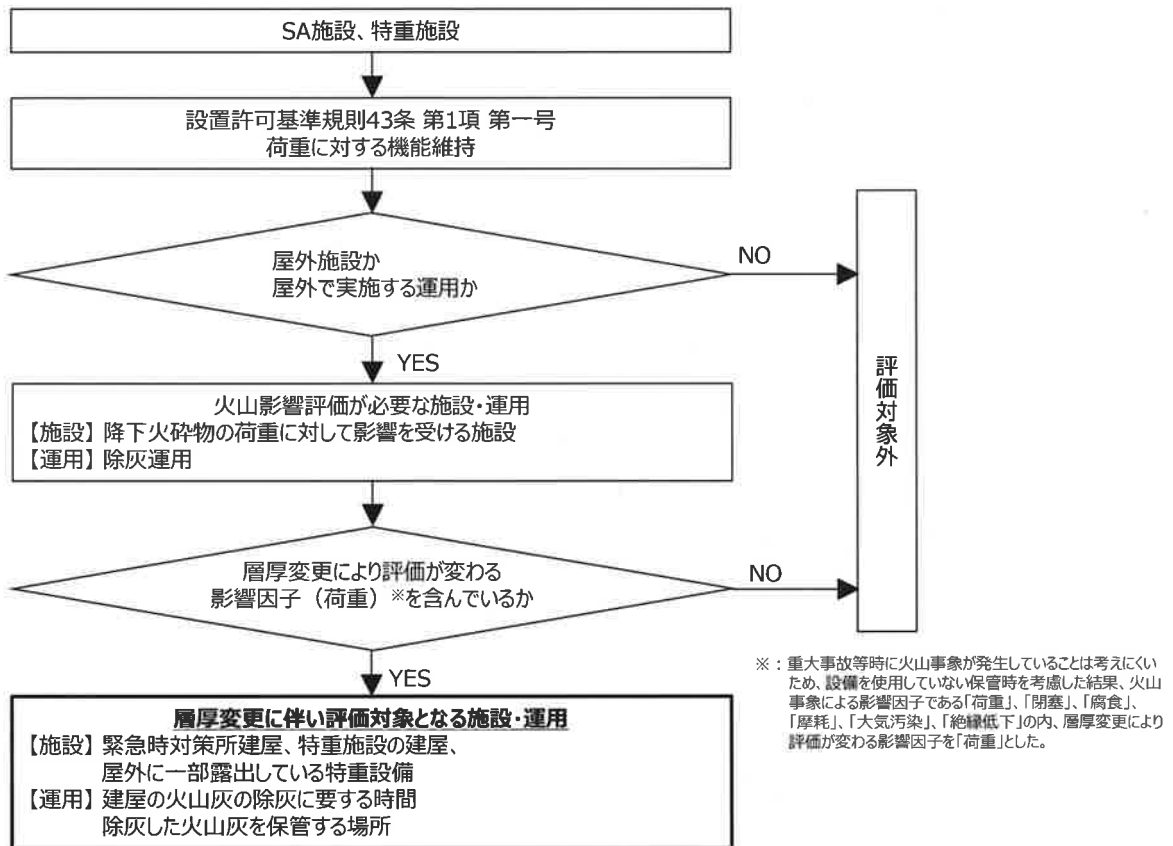 SA施設、特重施設
設置許可基準規則43条 第1項 第一号
荷重に対する機能維持
屋外施設か
屋外で実施する運用か
NO
YES
火山影響評価が必要な施設・運用
【施設】降下火砕物の荷重に対して影響を受ける施設
【運用】除灰運用
評価対象外
層厚変更により評価が変わる
影響因子（荷重）※を含んでいるか
NO
YES
層厚変更に伴い評価対象となる施設・運用
【施設】緊急時対策所建屋、特重施設の建屋、
屋外に一部露出している特重設備
【運用】建屋の火山灰の除灰に要する時間
除灰した火山灰を保管する場所
※：重大事故等時に火山事象が発生していることは考えにくい
ため、設備を使用していない保管時を考慮した結果、火山
事象による影響因子である「荷重」、「閉塞」、「腐食」、
「摩耗」、「大気汚染」、「絶縁低下」の内、層厚変更により
評価が変わる影響因子を「荷重」とした。